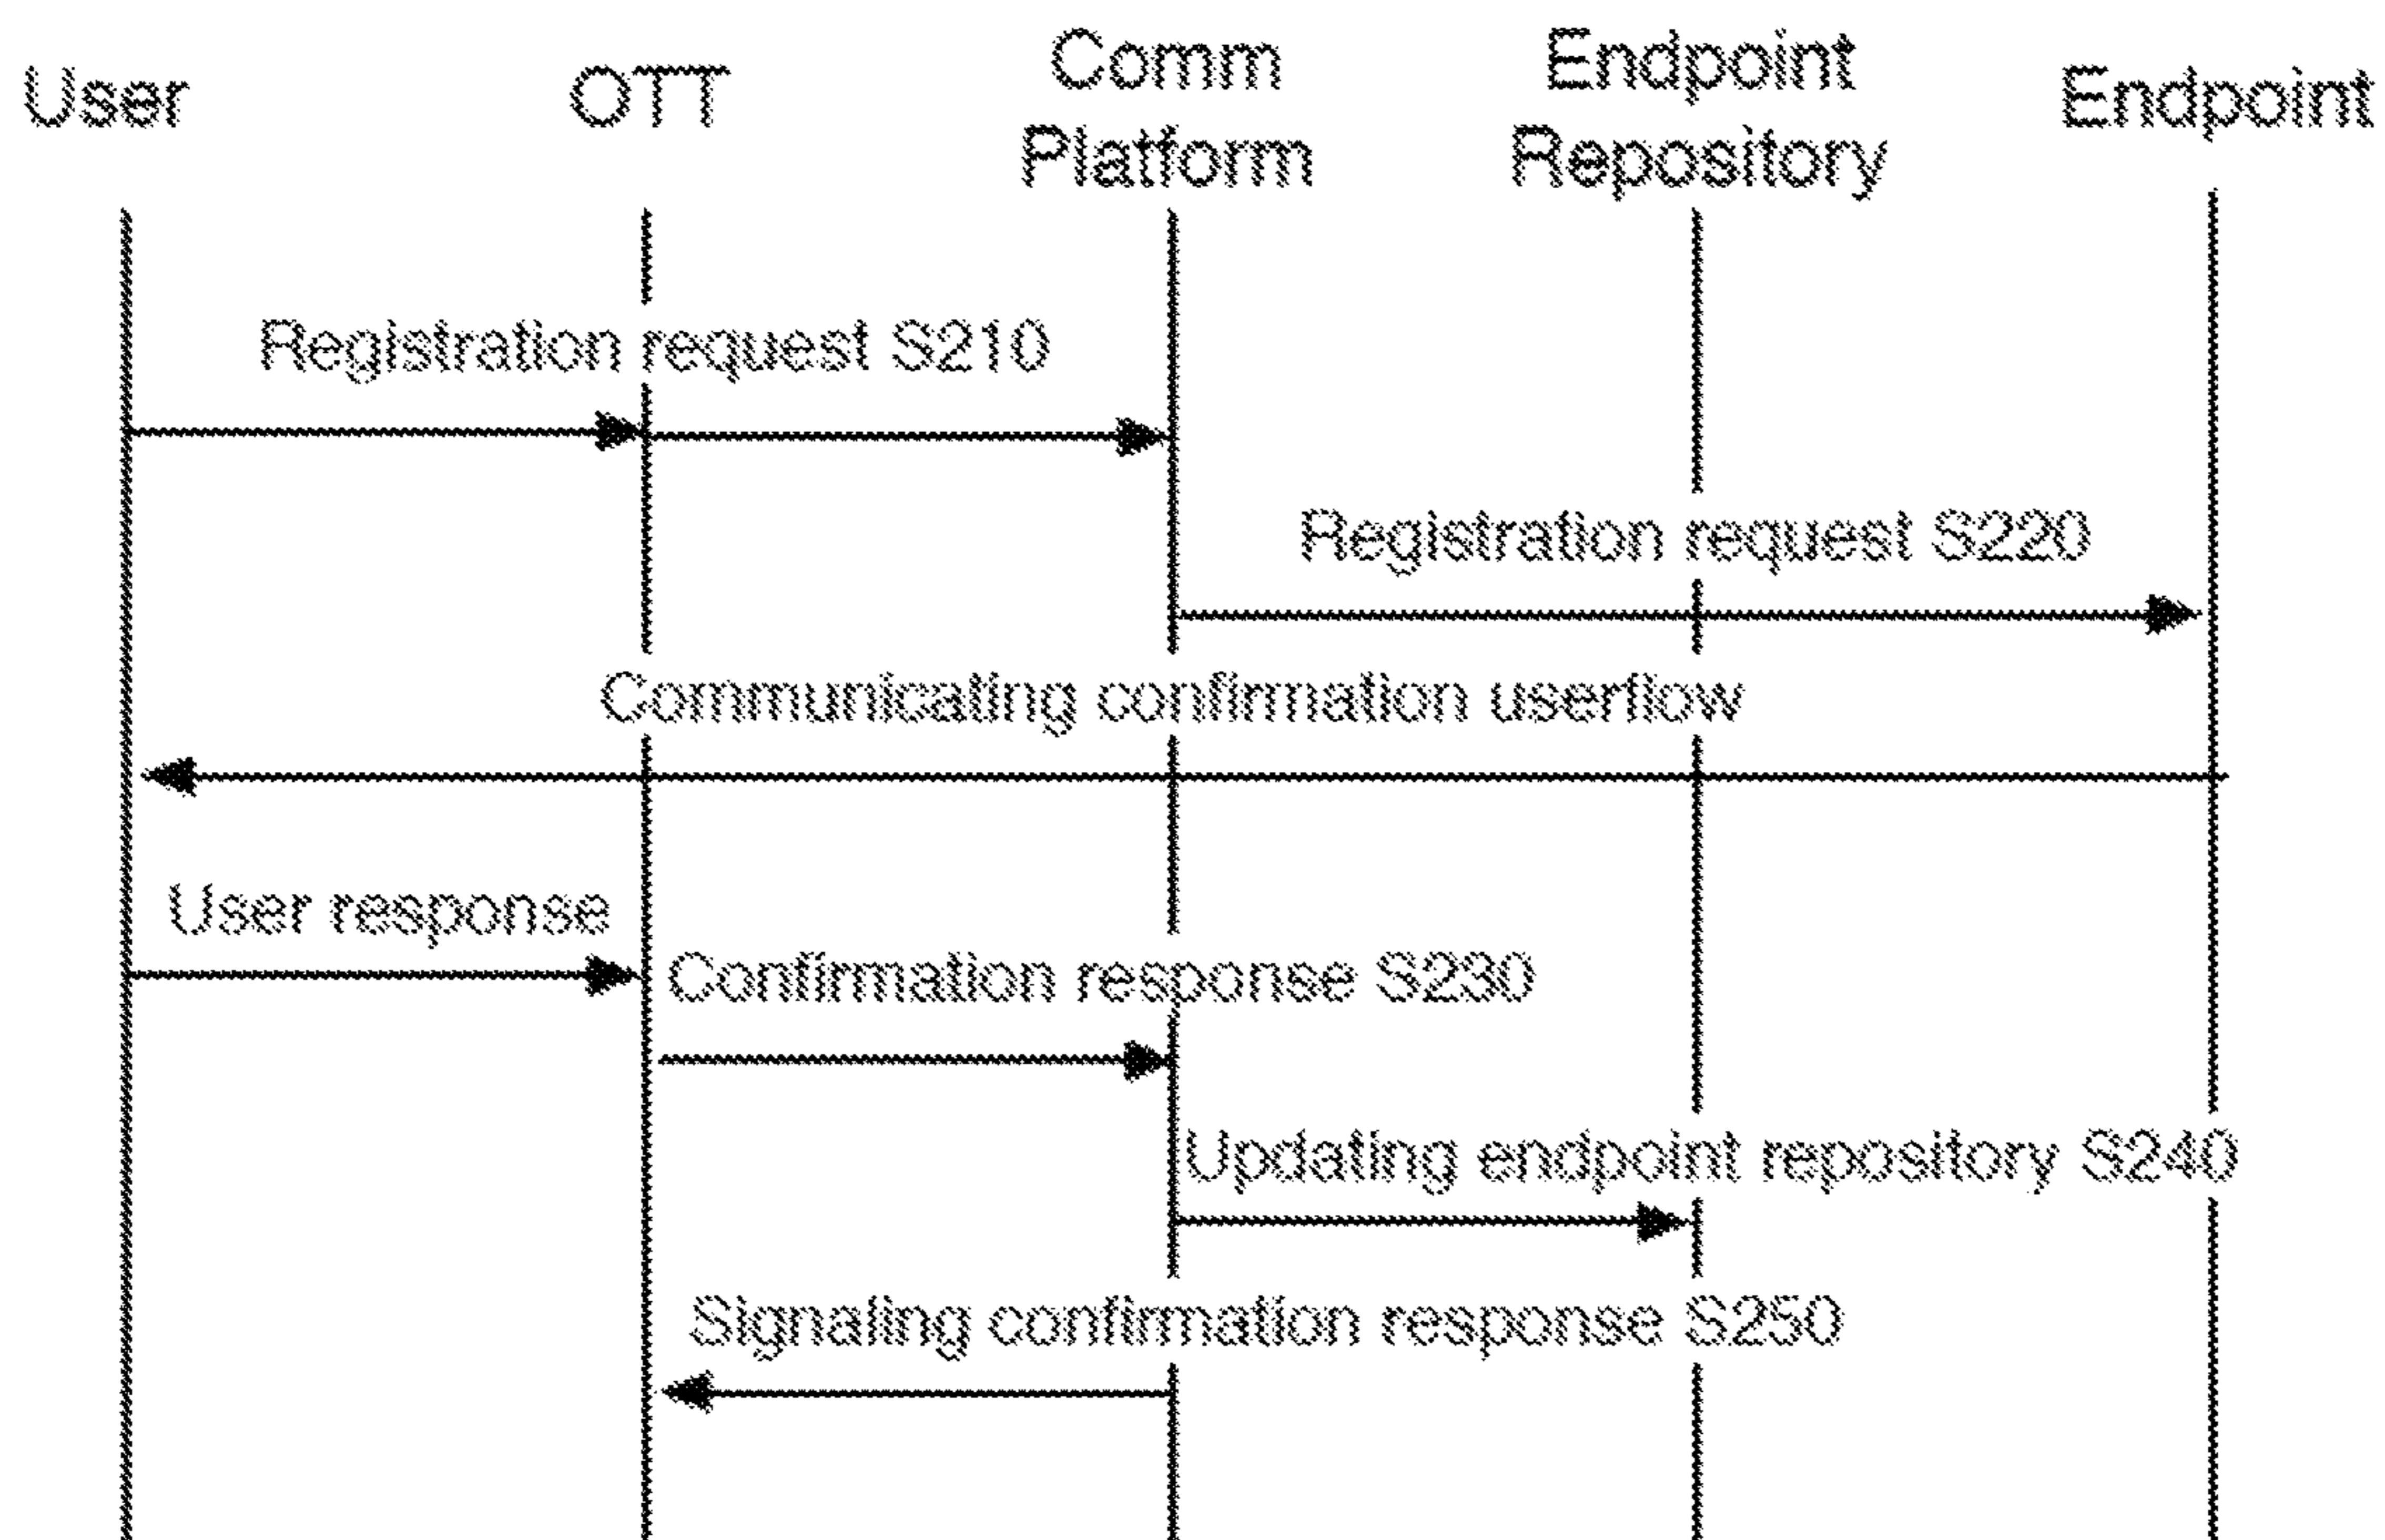 User
OTT
Comm
Platform
Endpoint
Repository
Endpoint
Registration request S210
Registration request S220
Communicating confirmation userflow
User response
Confirmation response S230
Updating endpoint repository S240
Signaling confirmation response S250